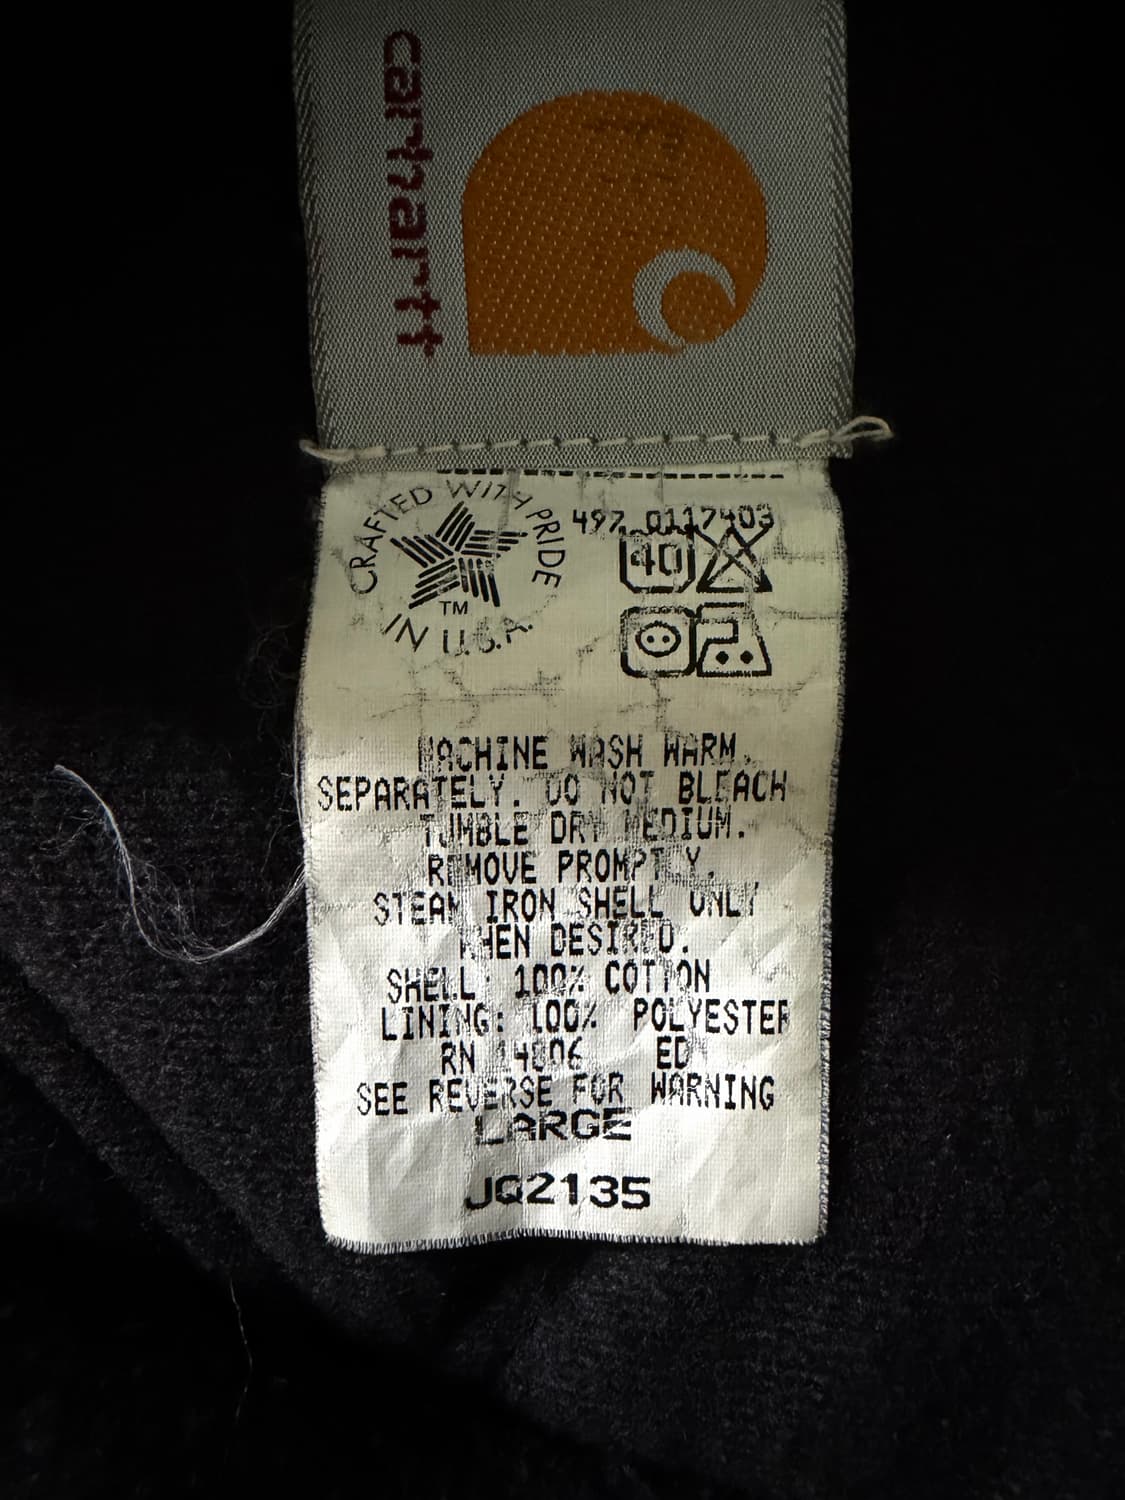 carhartt
CRAFTED WITH PRIDE
TM
IN U.S.A.
497 0117403
40
MACHINE WASH WARM.
SEPARATELY. DO NOT BLEACH
TUMBLE DRY MEDIUM.
REMOVE PROMPTLY.
STEAM IRON SHELL ONLY
WHEN DESIRED.
SHELL: 100% COTTON
LINING: 100% POLYESTER
RN 14806 ED
SEE REVERSE FOR WARNING
LARGE
JQ2135